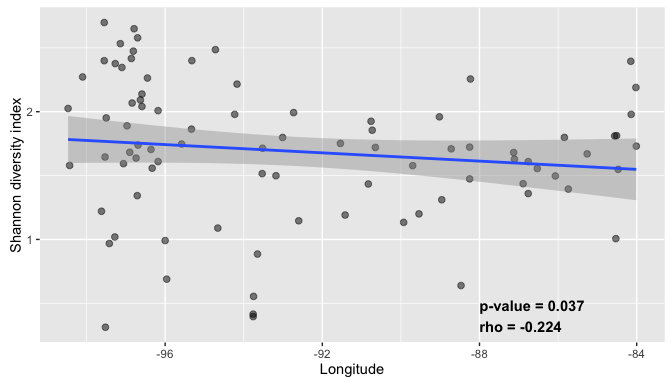 Shannon diversity index
2
1
p-value = 0.037
rho = -0.224
-96
-92
-88
-84
Longitude